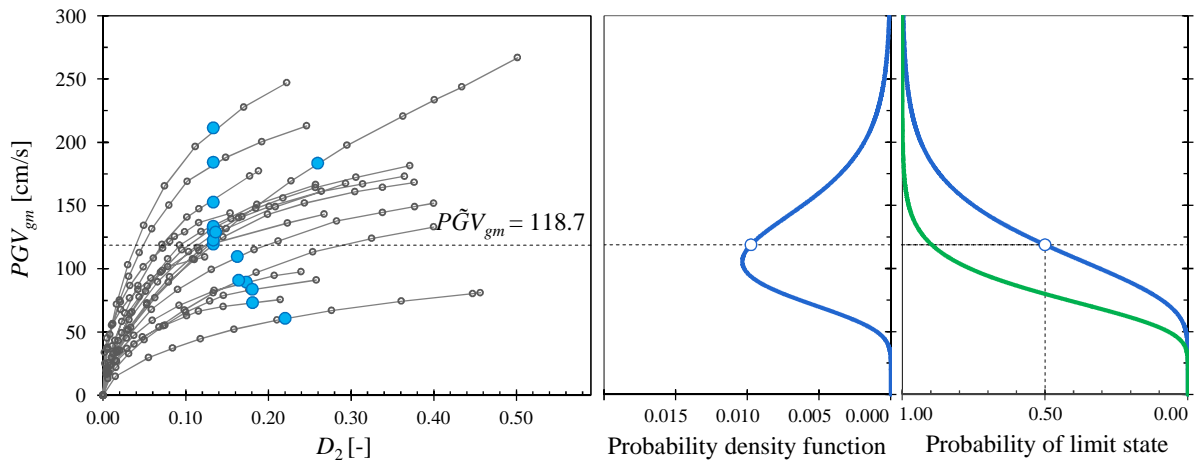 300
250
200
150
100
50
0
PGV_gm [cm/s]
PG̃V_gm = 118.7
0.00 0.10 0.20 0.30 0.40 0.50
D_2 [-]
0.015 0.010 0.005 0.000
Probability density function
1.00 0.50 0.00
Probability of limit state